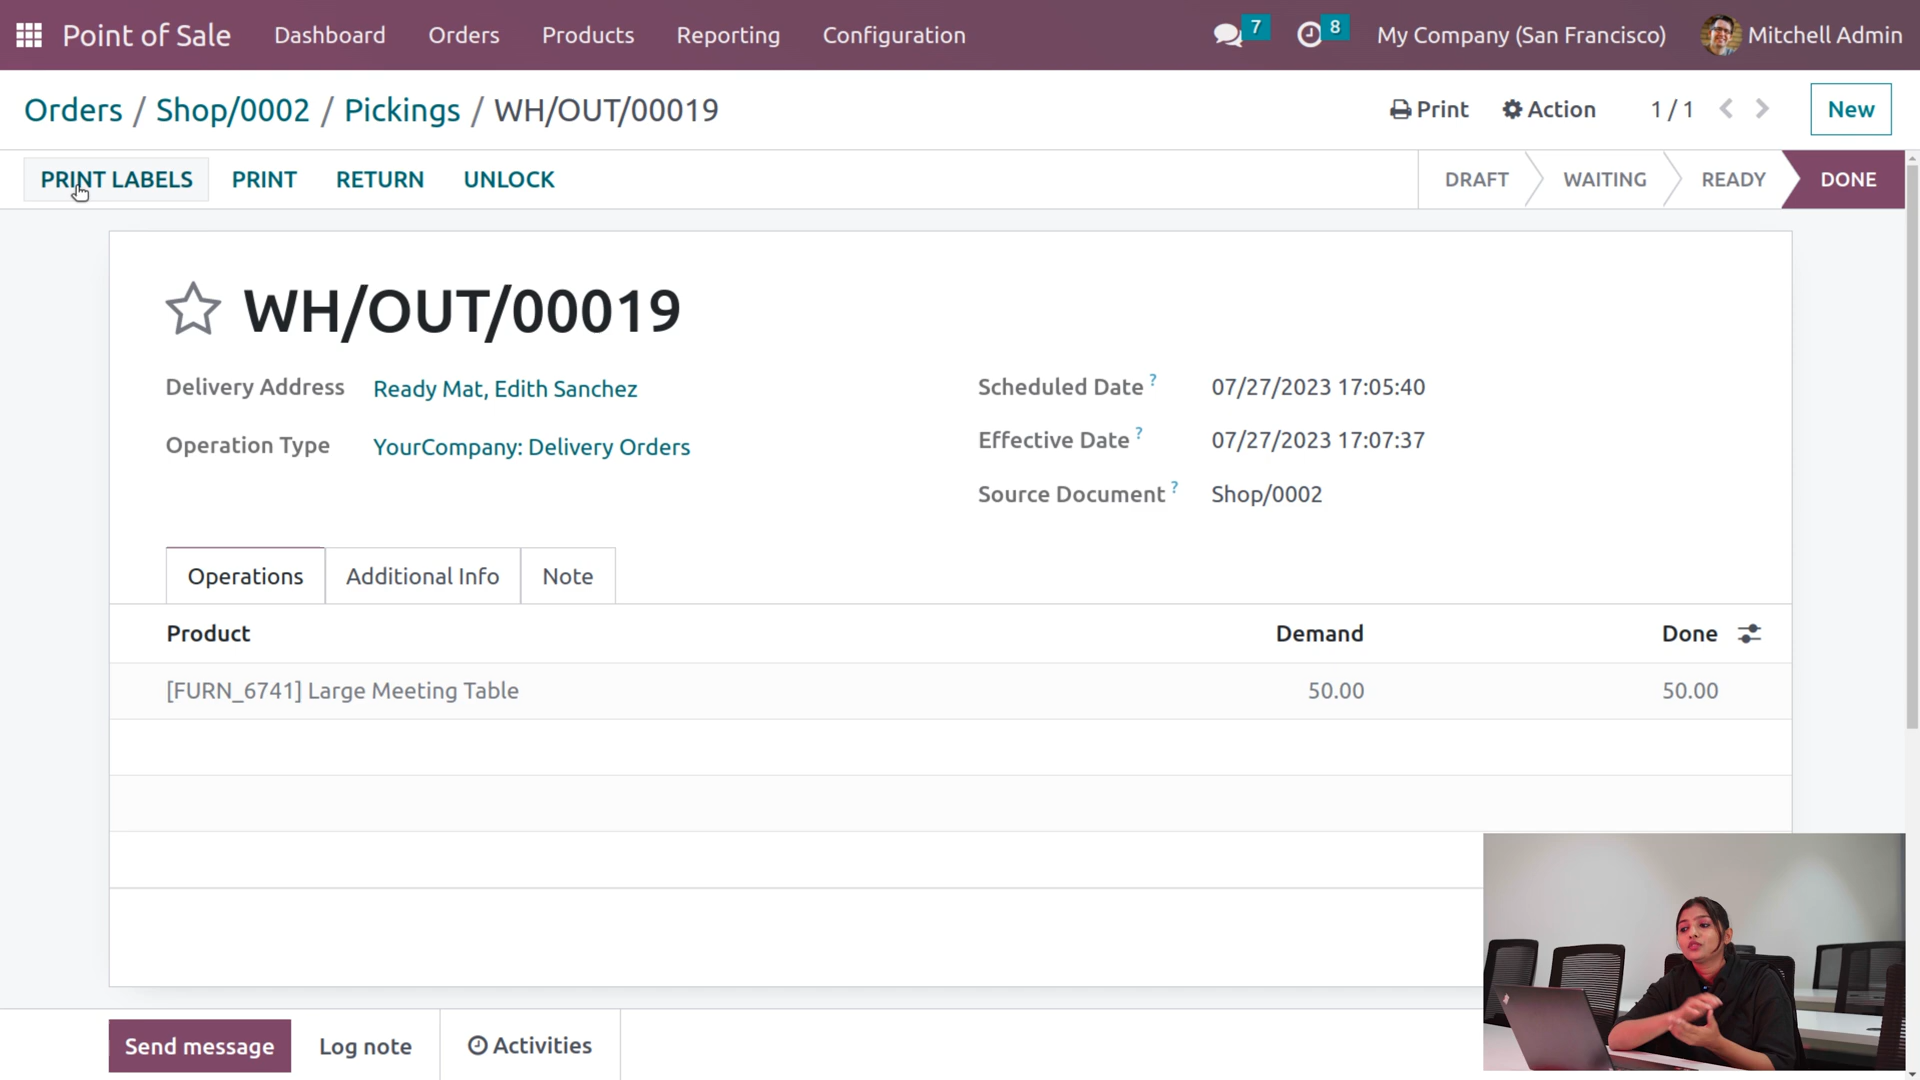 Point of Sale Dashboard Orders Products Reporting Configuration 7 8 My Company (San Francisco) Mitchell Admin
Orders / Shop/0002 / Pickings / WH/OUT/00019 Print Action 1 / 1 New
PRINT LABELS PRINT RETURN UNLOCK DRAFT WAITING READY DONE
WH/OUT/00019
Delivery Address Ready Mat, Edith Sanchez Scheduled Date ? 07/27/2023 17:05:40
Operation Type YourCompany: Delivery Orders Effective Date ? 07/27/2023 17:07:37
Source Document ? Shop/0002
Operations Additional Info Note
Product Demand Done
[FURN_6741] Large Meeting Table 50.00 50.00
Send message Log note Activities